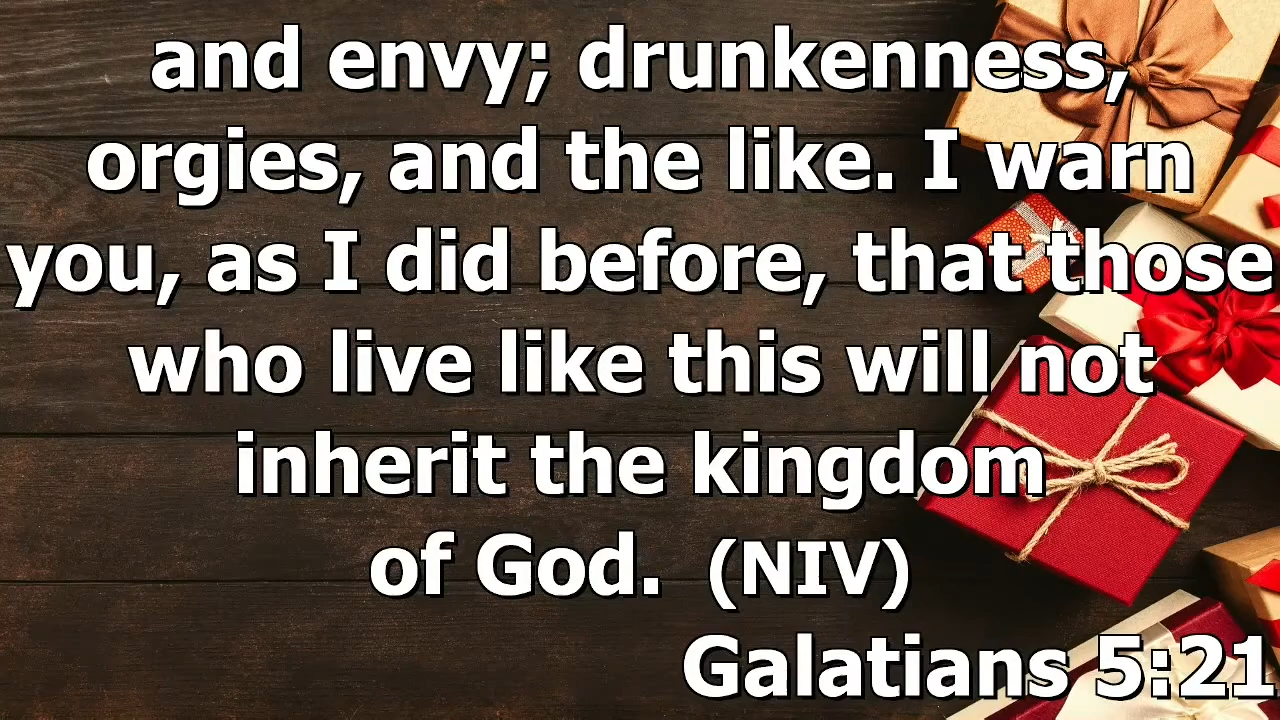 and envy; drunkenness,
orgies, and the like. I warn
you, as I did before, that those
who live like this will not
inherit the kingdom
of God.  (NIV)
Galatians 5:21